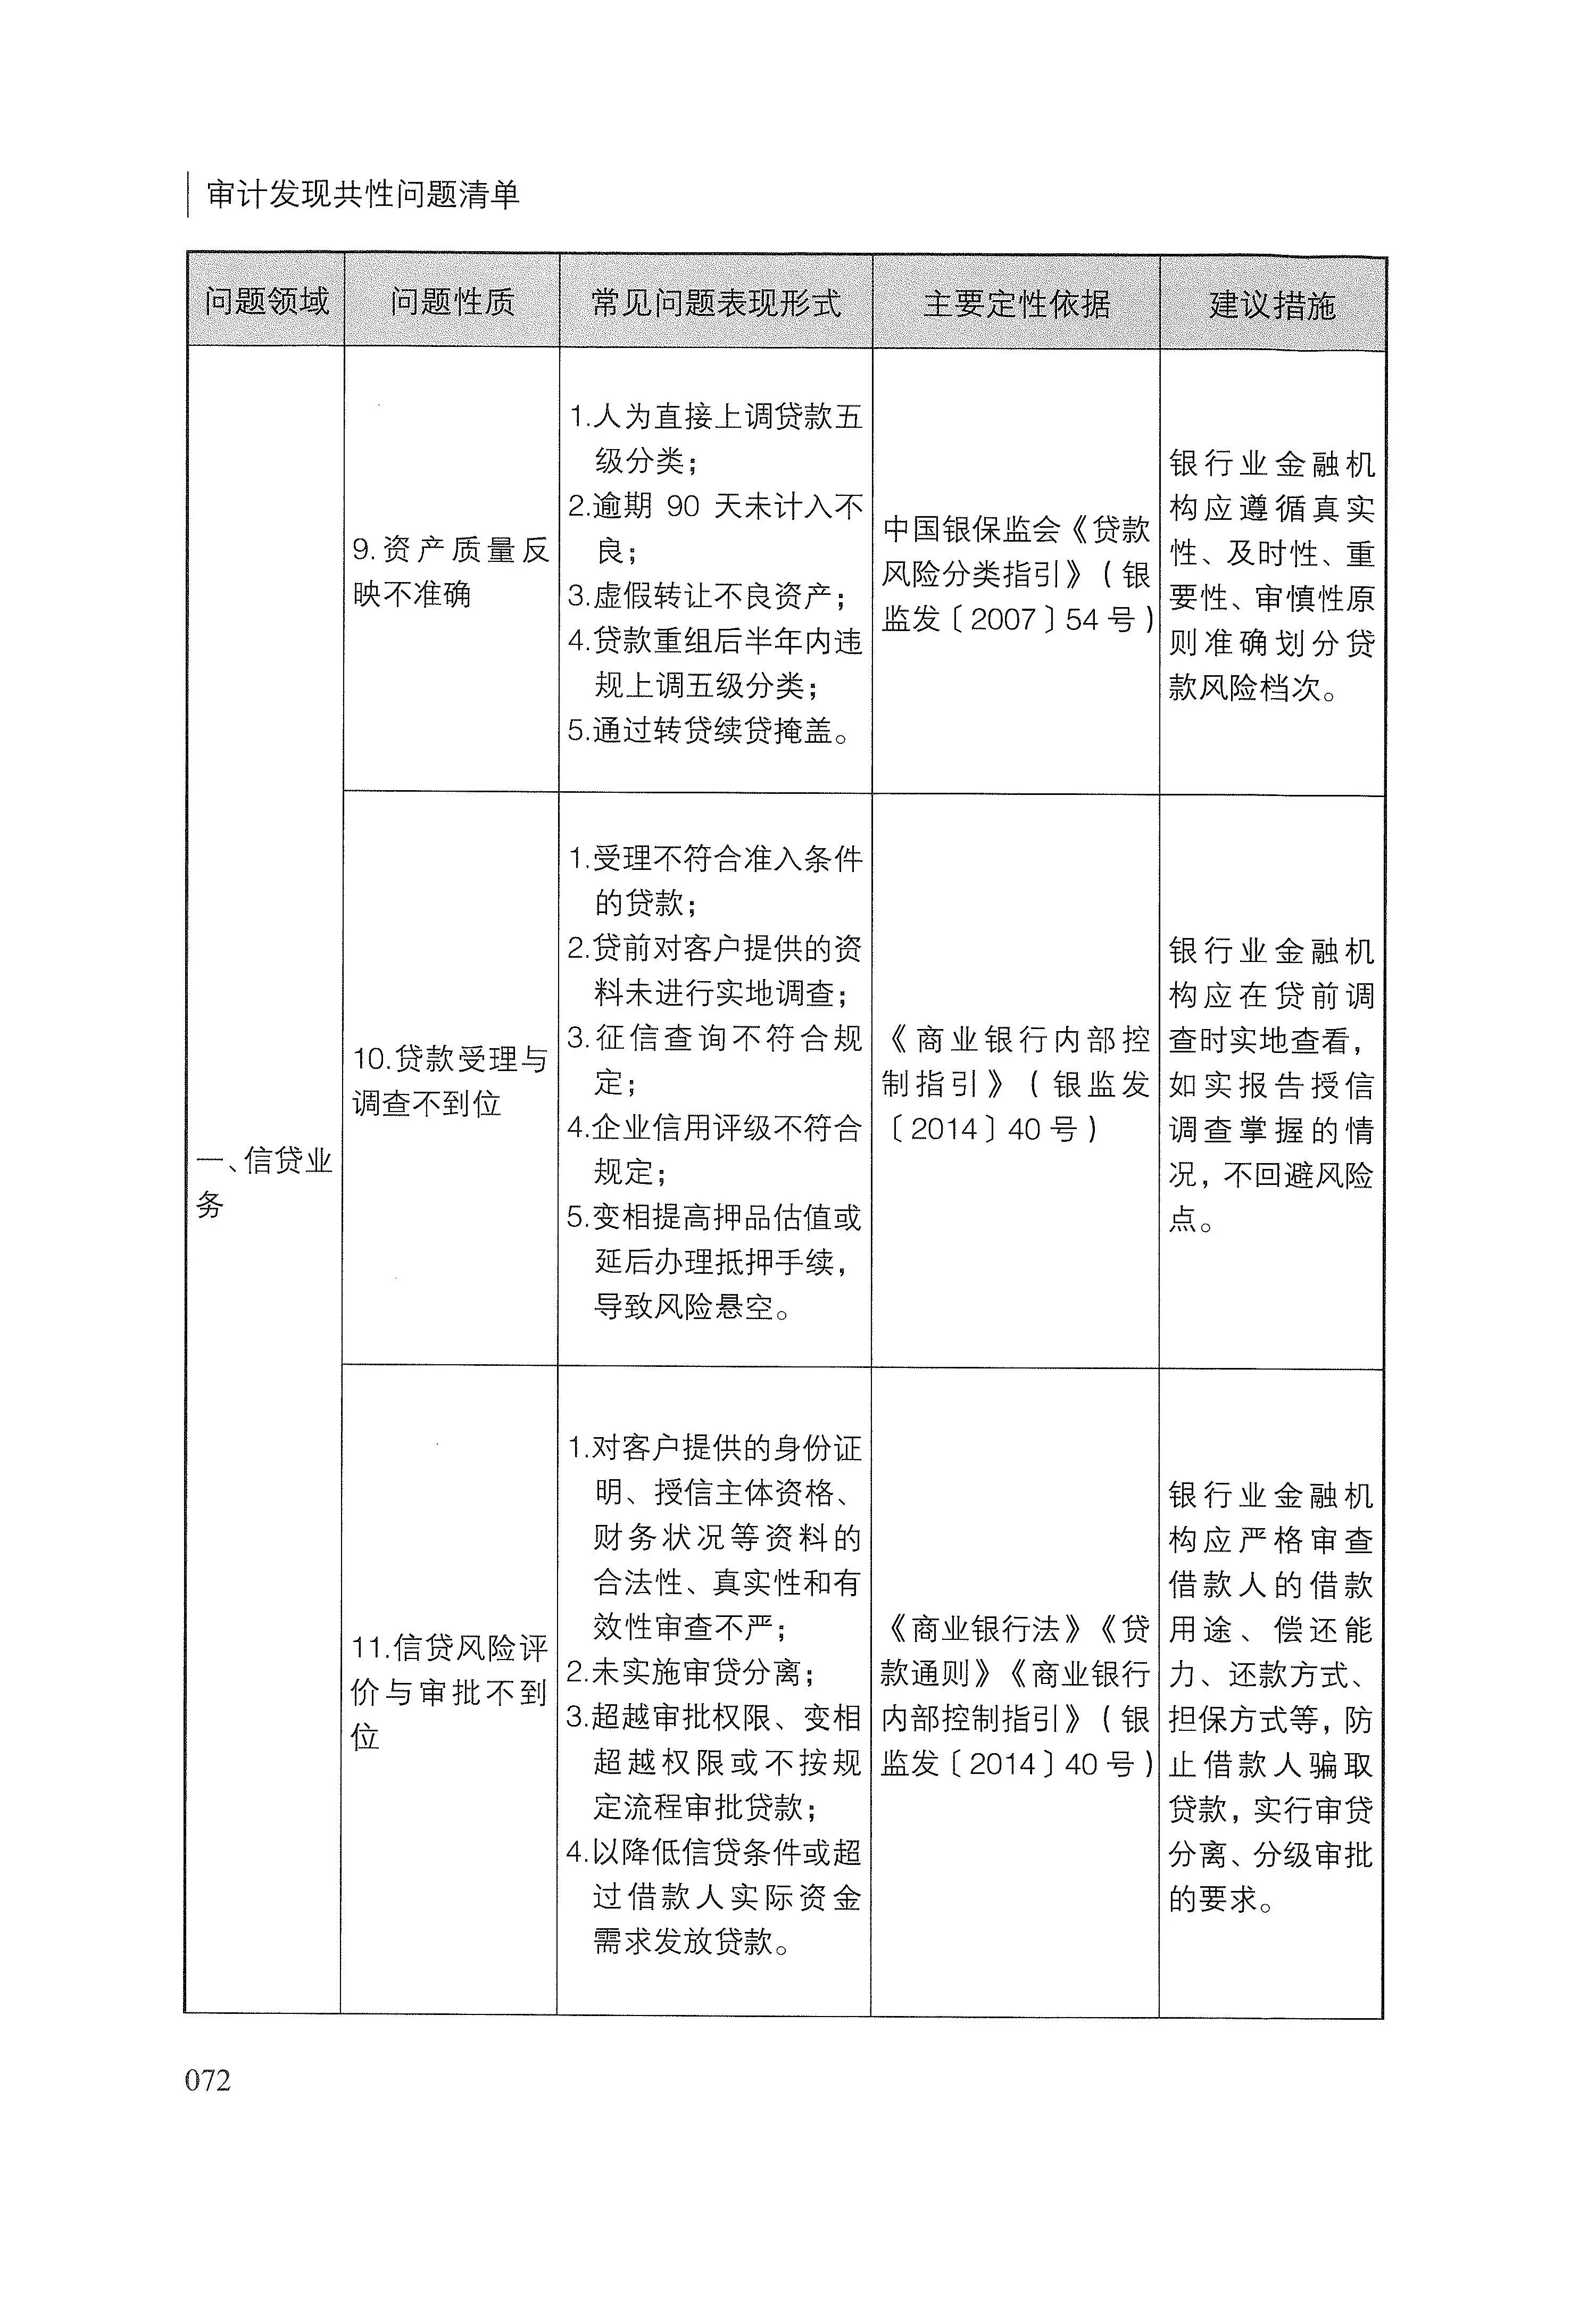 审计发现共性问题清单
问题领域
问题性质
常见问题表现形式
主要定性依据
建议措施
一、信贷业
务
9.资产质量反
映不准确
1.人为直接上调贷款五
级分类；
2.逾期 90 天未计入不
良；
3.虚假转让不良资产；
4.贷款重组后半年内违
规上调五级分类；
5.通过转贷续贷掩盖。
中国银保监会《贷款
风险分类指引》（银
监发〔2007〕54号）
银行业金融机
构应遵循真实
性、及时性、重
要性、审慎性原
则准确划分贷
款风险档次。
10.贷款受理与
调查不到位
1.受理不符合准入条件
的贷款；
2.贷前对客户提供的资
料未进行实地调查；
3.征信查询不符合规
定；
4.企业信用评级不符合
规定；
5.变相提高押品估值或
延后办理抵押手续，
导致风险悬空。
《商业银行内部控
制指引》（银监发
〔2014〕40号）
银行业金融机
构应在贷前调
查时实地查看，
如实报告授信
调查掌握的情
况，不回避风险
点。
11.信贷风险评
价与审批不到
位
1.对客户提供的身份证
明、授信主体资格、
财务状况等资料的
合法性、真实性和有
效性审查不严；
2.未实施审贷分离；
3.超越审批权限、变相
超越权限或不按规
定流程审批贷款；
4.以降低信贷条件或超
过借款人实际资金
需求发放贷款。
《商业银行法》《贷
款通则》《商业银行
内部控制指引》（银
监发〔2014〕40号）
银行业金融机
构应严格审查
借款人的借款
用途、偿还能
力、还款方式、
担保方式等，防
止借款人骗取
贷款，实行审贷
分离、分级审批
的要求。
072